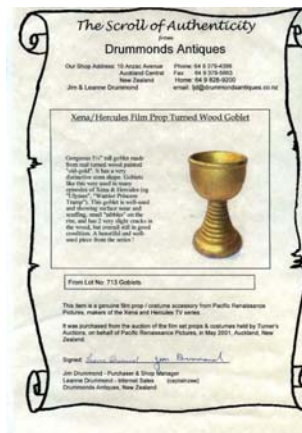 The Scroll of Authenticity
from
Drummonds Antiques
Our Shop Address: 10 Anzac Avenue Phone: 64 9 379-4398
Auckland Central Fax 64 9 379-5893
New Zealand Home: 64 9 828-9200
Jim & Leanne Drummond email: ljd@drummondsantiques.co.nz
Xena/Hercules Film Prop Turned Wood Goblet
Gorgeous tall goblet made
from real turned wood painted
"old-gold". It has a very
distinctive stem shape. Goblets
like this were used in many
episodes of Xena & Hercules (eg
"Warrior Princess
Tramp"). This goblet is well-used
and showing surface wear and
scuffing, small "nibbles" on the
rim, and has 2 very slight cracks in
the wood, but overall still in good
condition. A beautiful and well-
used piece from the series !
From Lot No: 713 Goblets
This item is a genuine film prop / costume accessory from Pacific Renaissance
Pictures, makers of the Xena and Hercules TV series.
It was purchased from the auction of the film set props & costumes held by Turner's
Auctions, on behalf of Pacific Renaissance Pictures, in May 2001, Auckland, New
Zealand.
Signed:
Jim Drummond - Purchaser & Shop Manager
Leanne Drummond - Internet Sales
Drummonds Antiques, New Zealand